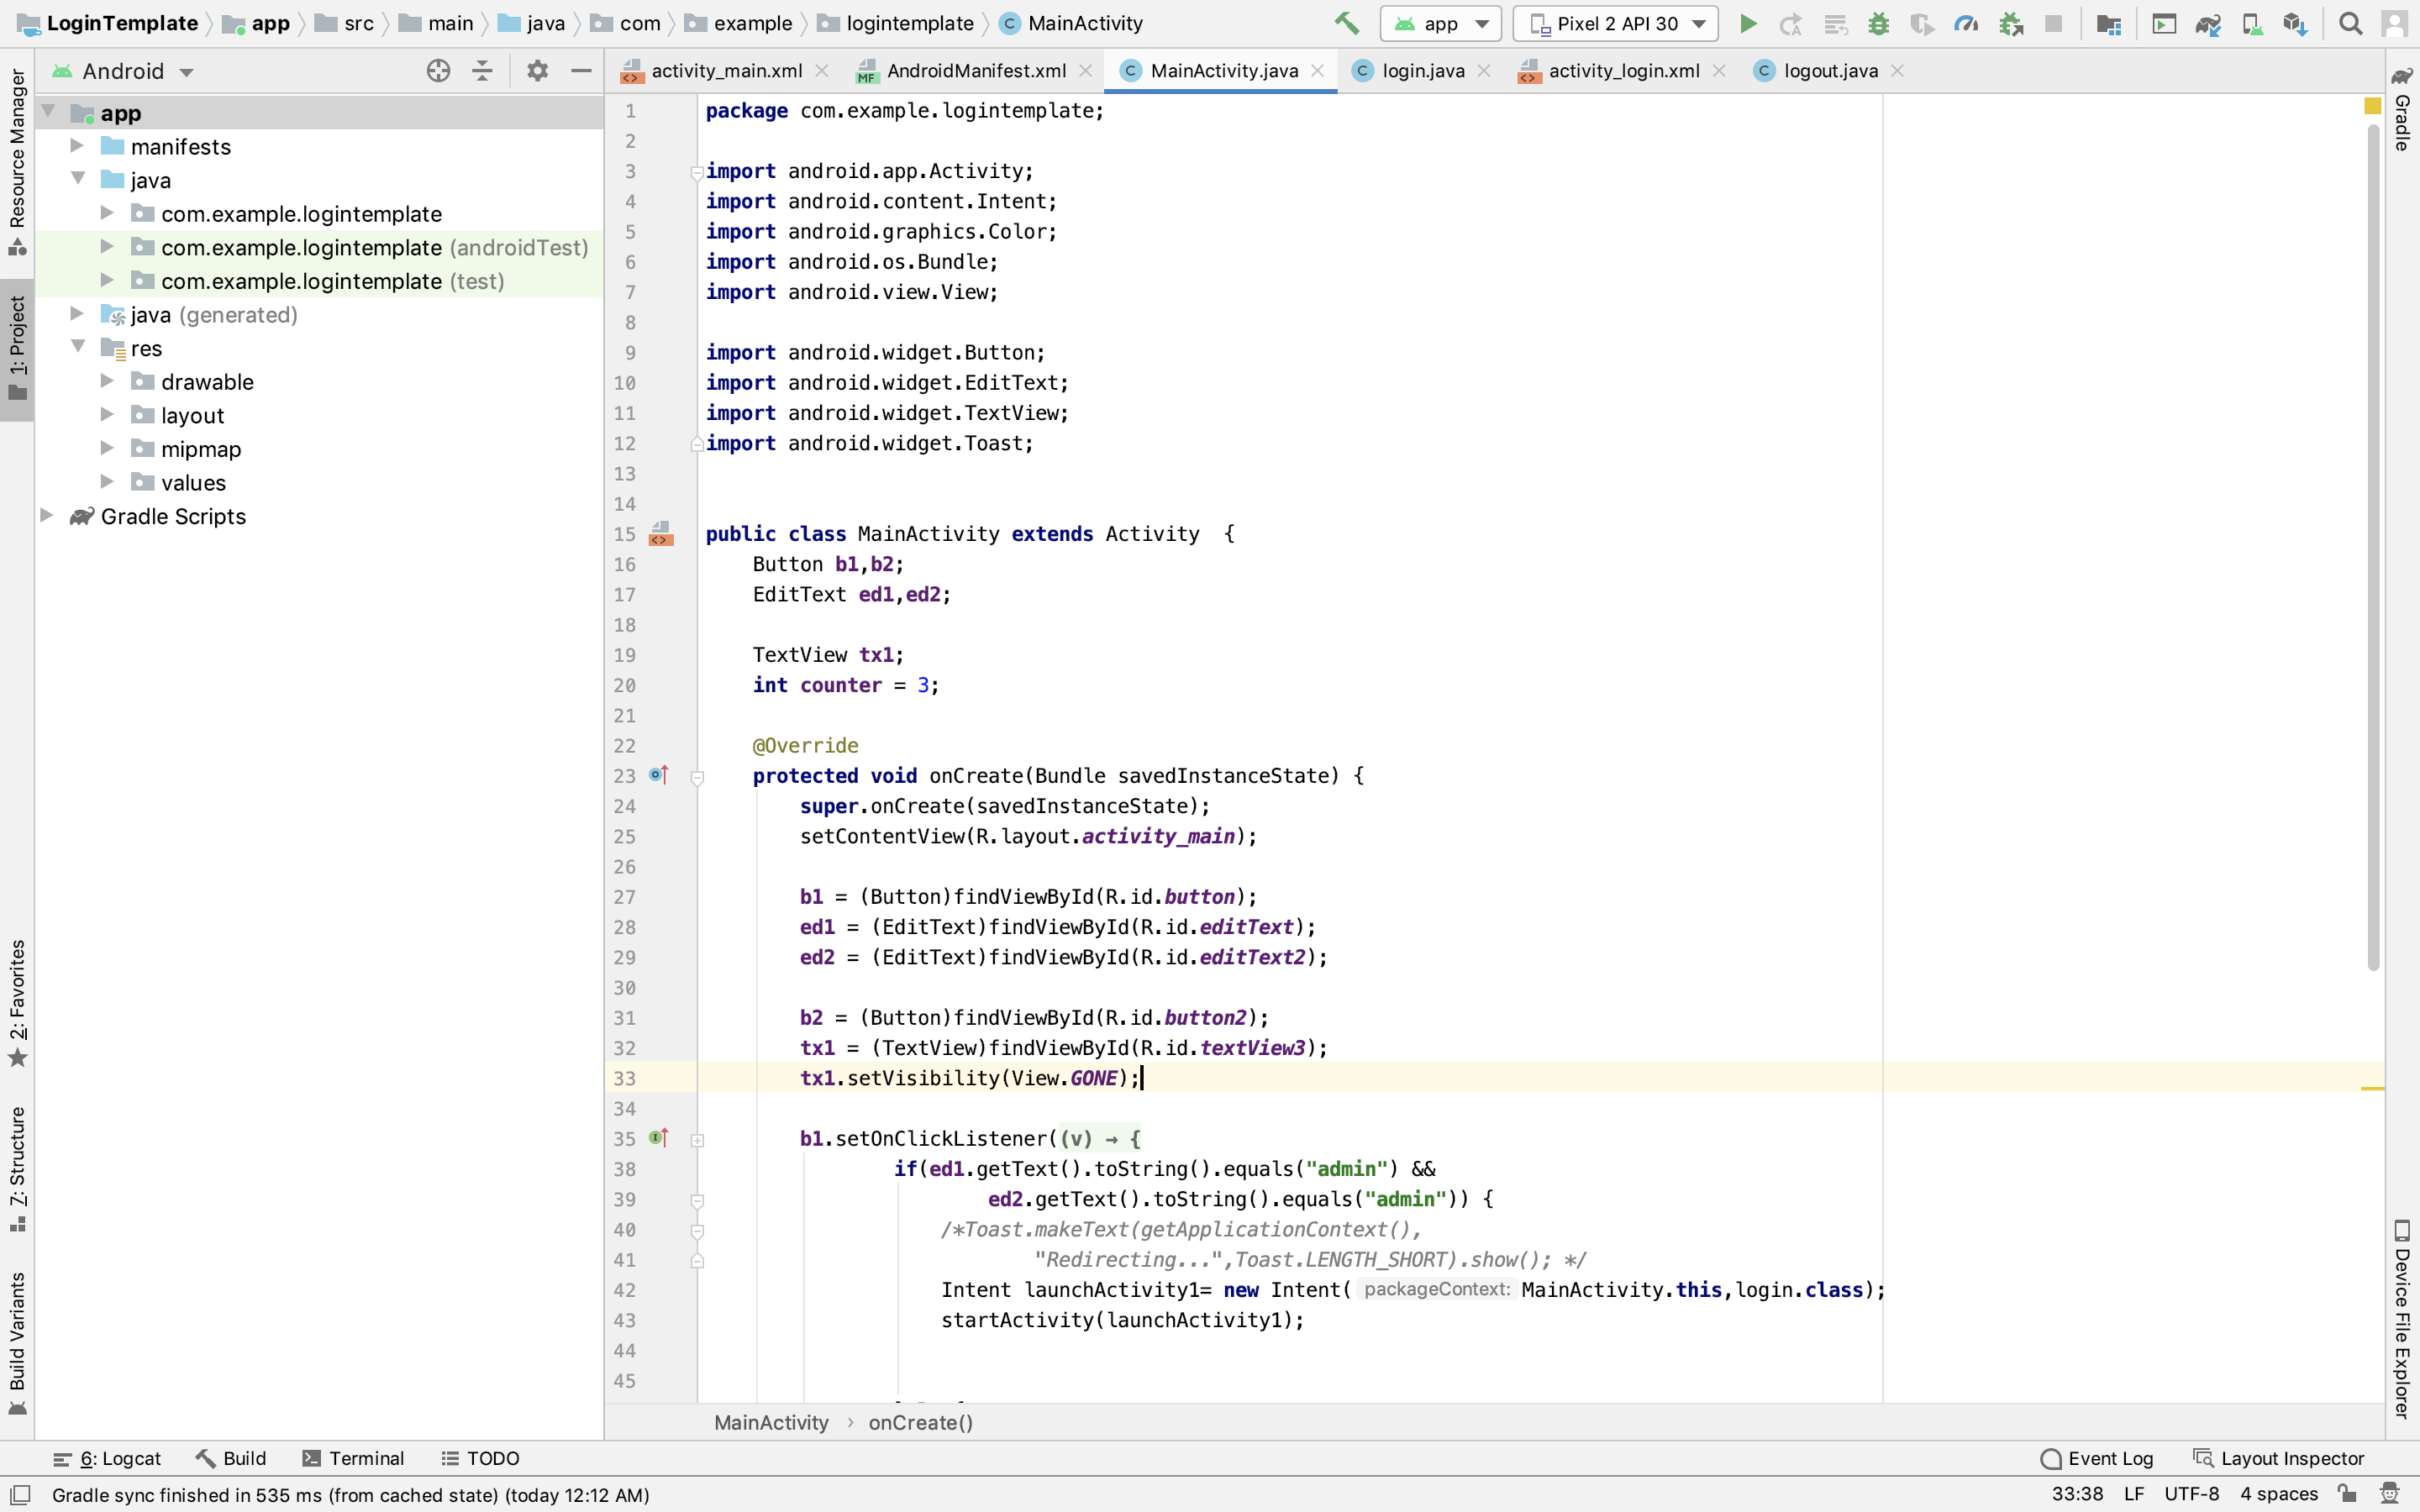 LoginTemplate app src main java com example logintemplate MainActivity
app Pixel 2 API 30
Android
activity_main.xml AndroidManifest.xml MainActivity.java login.java activity_login.xml logout.java
Resource Manager
1: Project
2: Favorites
7: Structure
Build Variants
app
manifests
java
com.example.logintemplate
com.example.logintemplate (androidTest)
com.example.logintemplate (test)
java (generated)
res
drawable
layout
mipmap
values
Gradle Scripts
1 package com.example.logintemplate;
2
3 import android.app.Activity;
4 import android.content.Intent;
5 import android.graphics.Color;
6 import android.os.Bundle;
7 import android.view.View;
8
9 import android.widget.Button;
10 import android.widget.EditText;
11 import android.widget.TextView;
12 import android.widget.Toast;
13
14
15 public class MainActivity extends Activity  {
16 Button b1,b2;
17 EditText ed1,ed2;
18
19 TextView tx1;
20 int counter = 3;
21
22 @Override
23 protected void onCreate(Bundle savedInstanceState) {
24 super.onCreate(savedInstanceState);
25 setContentView(R.layout.activity_main);
26
27 b1 = (Button)findViewById(R.id.button);
28 ed1 = (EditText)findViewById(R.id.editText);
29 ed2 = (EditText)findViewById(R.id.editText2);
30
31 b2 = (Button)findViewById(R.id.button2);
32 tx1 = (TextView)findViewById(R.id.textView3);
33 tx1.setVisibility(View.GONE);
34
35 b1.setOnClickListener((v) → {
38 if(ed1.getText().toString().equals("admin") &&
39 ed2.getText().toString().equals("admin")) {
40 /*Toast.makeText(getApplicationContext(),
41 "Redirecting...",Toast.LENGTH_SHORT).show(); */
42 Intent launchActivity1= new Intent( packageContext: MainActivity.this,login.class);
43 startActivity(launchActivity1);
44
45
MainActivity › onCreate()
Gradle
Device File Explorer
6: Logcat Build Terminal TODO Event Log Layout Inspector
Gradle sync finished in 535 ms (from cached state) (today 12:12 AM) 33:38 LF UTF-8 4 spaces